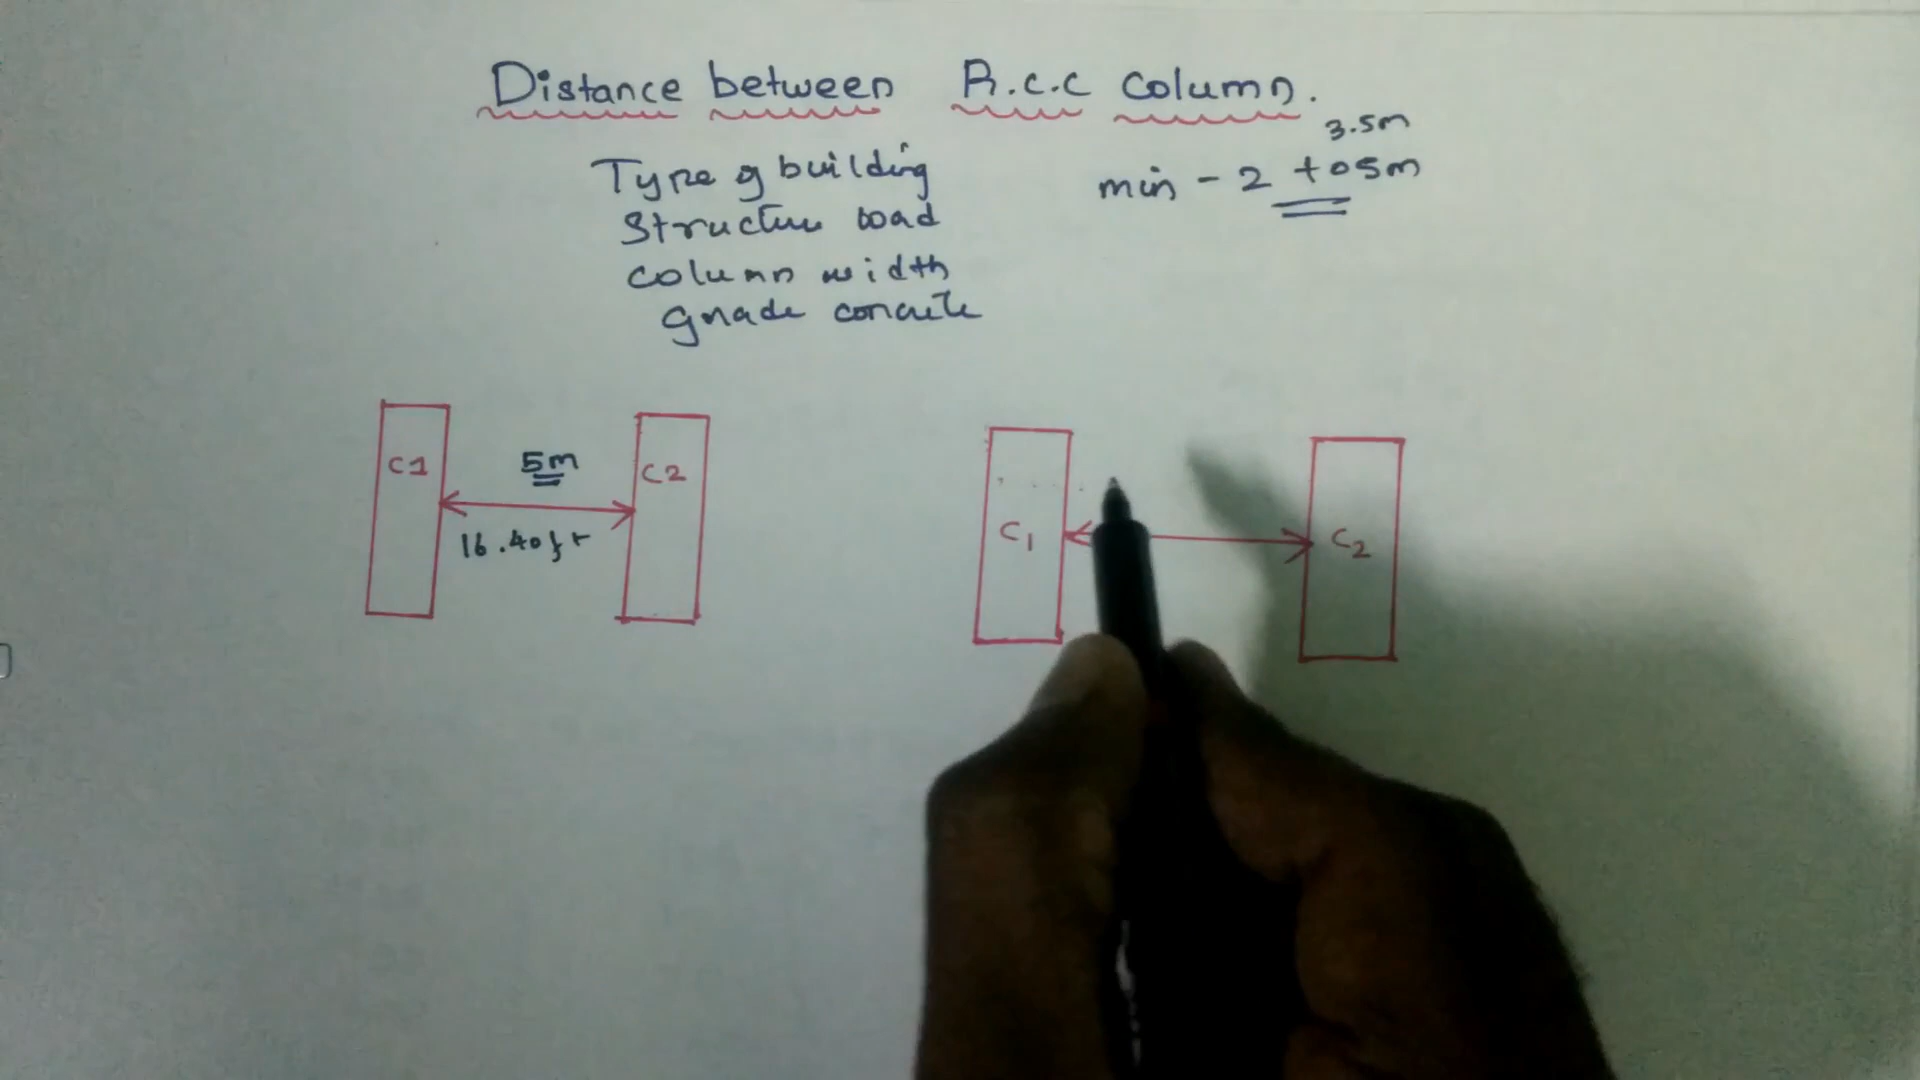 Distance between R.c.c column.
3.5m
Type of building
min - 2 to 5m
Structure load
column width
grade concrete
5m
C1
C2
16.40ft
C1
C2